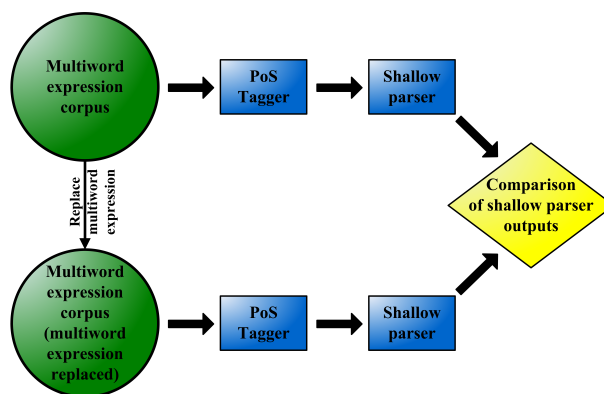 Multiword
expression
corpus
PoS
Tagger
Shallow
parser
Replace
multiword
expression
Comparison
of shallow parser
outputs
Multiword
expression
corpus
(multiword
expression
replaced)
PoS
Tagger
Shallow
parser